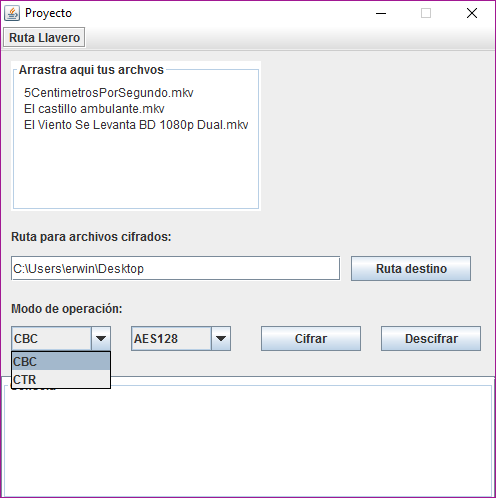 Proyecto
Ruta Llavero
Arrastra aqui tus archvos
5CentimetrosPorSegundo.mkv
El castillo ambulante.mkv
El Viento Se Levanta BD 1080p Dual.mkv
Ruta para archivos cifrados:
C:\Users\erwin\Desktop
Ruta destino
Modo de operación:
CBC
AES128
Cifrar
Descifrar
CBC
CTR